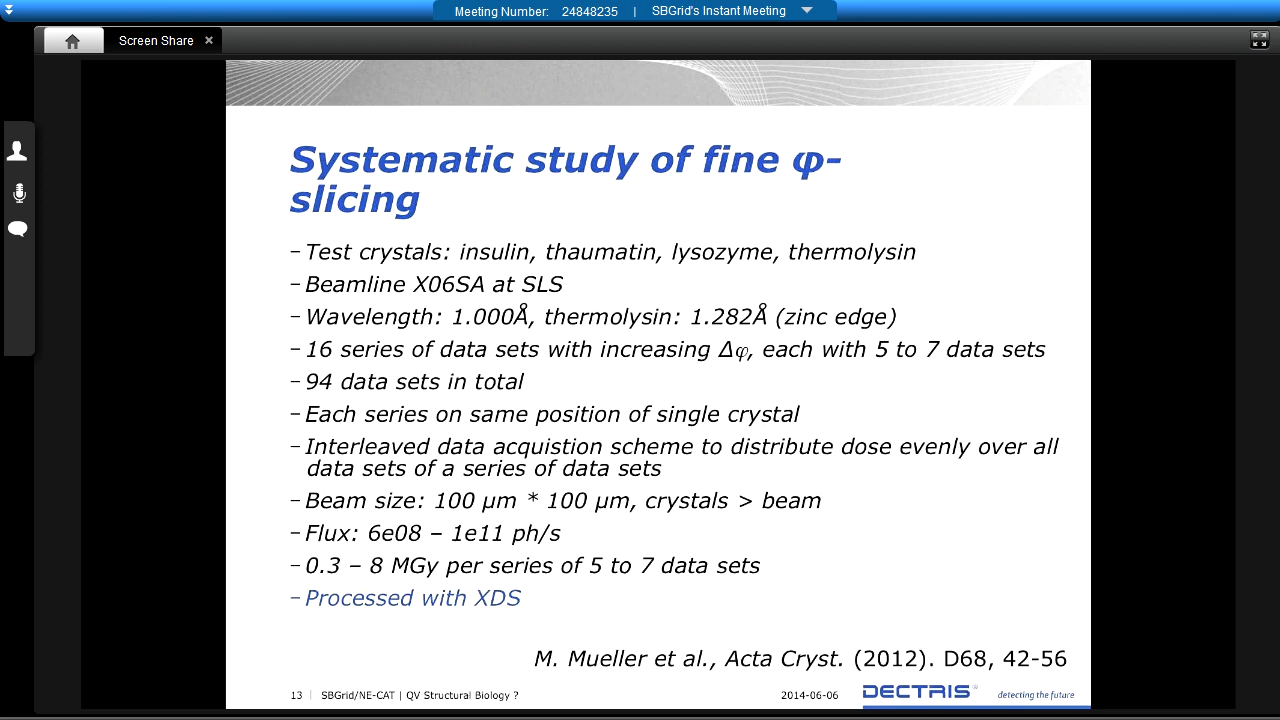 Meeting Number: 24848235 | SBGrid's Instant Meeting
Screen Share ×
Systematic study of fine φ-
slicing
– Test crystals: insulin, thaumatin, lysozyme, thermolysin
– Beamline X06SA at SLS
– Wavelength: 1.000Å, thermolysin: 1.282Å (zinc edge)
– 16 series of data sets with increasing Δφ, each with 5 to 7 data sets
– 94 data sets in total
– Each series on same position of single crystal
– Interleaved data acquistion scheme to distribute dose evenly over all
data sets of a series of data sets
– Beam size: 100 µm * 100 µm, crystals > beam
– Flux: 6e08 – 1e11 ph/s
– 0.3 – 8 MGy per series of 5 to 7 data sets
– Processed with XDS
M. Mueller et al., Acta Cryst. (2012). D68, 42-56
13 | SBGrid/NE-CAT | QV Structural Biology ? 2014-06-06 DECTRIS® detecting the future